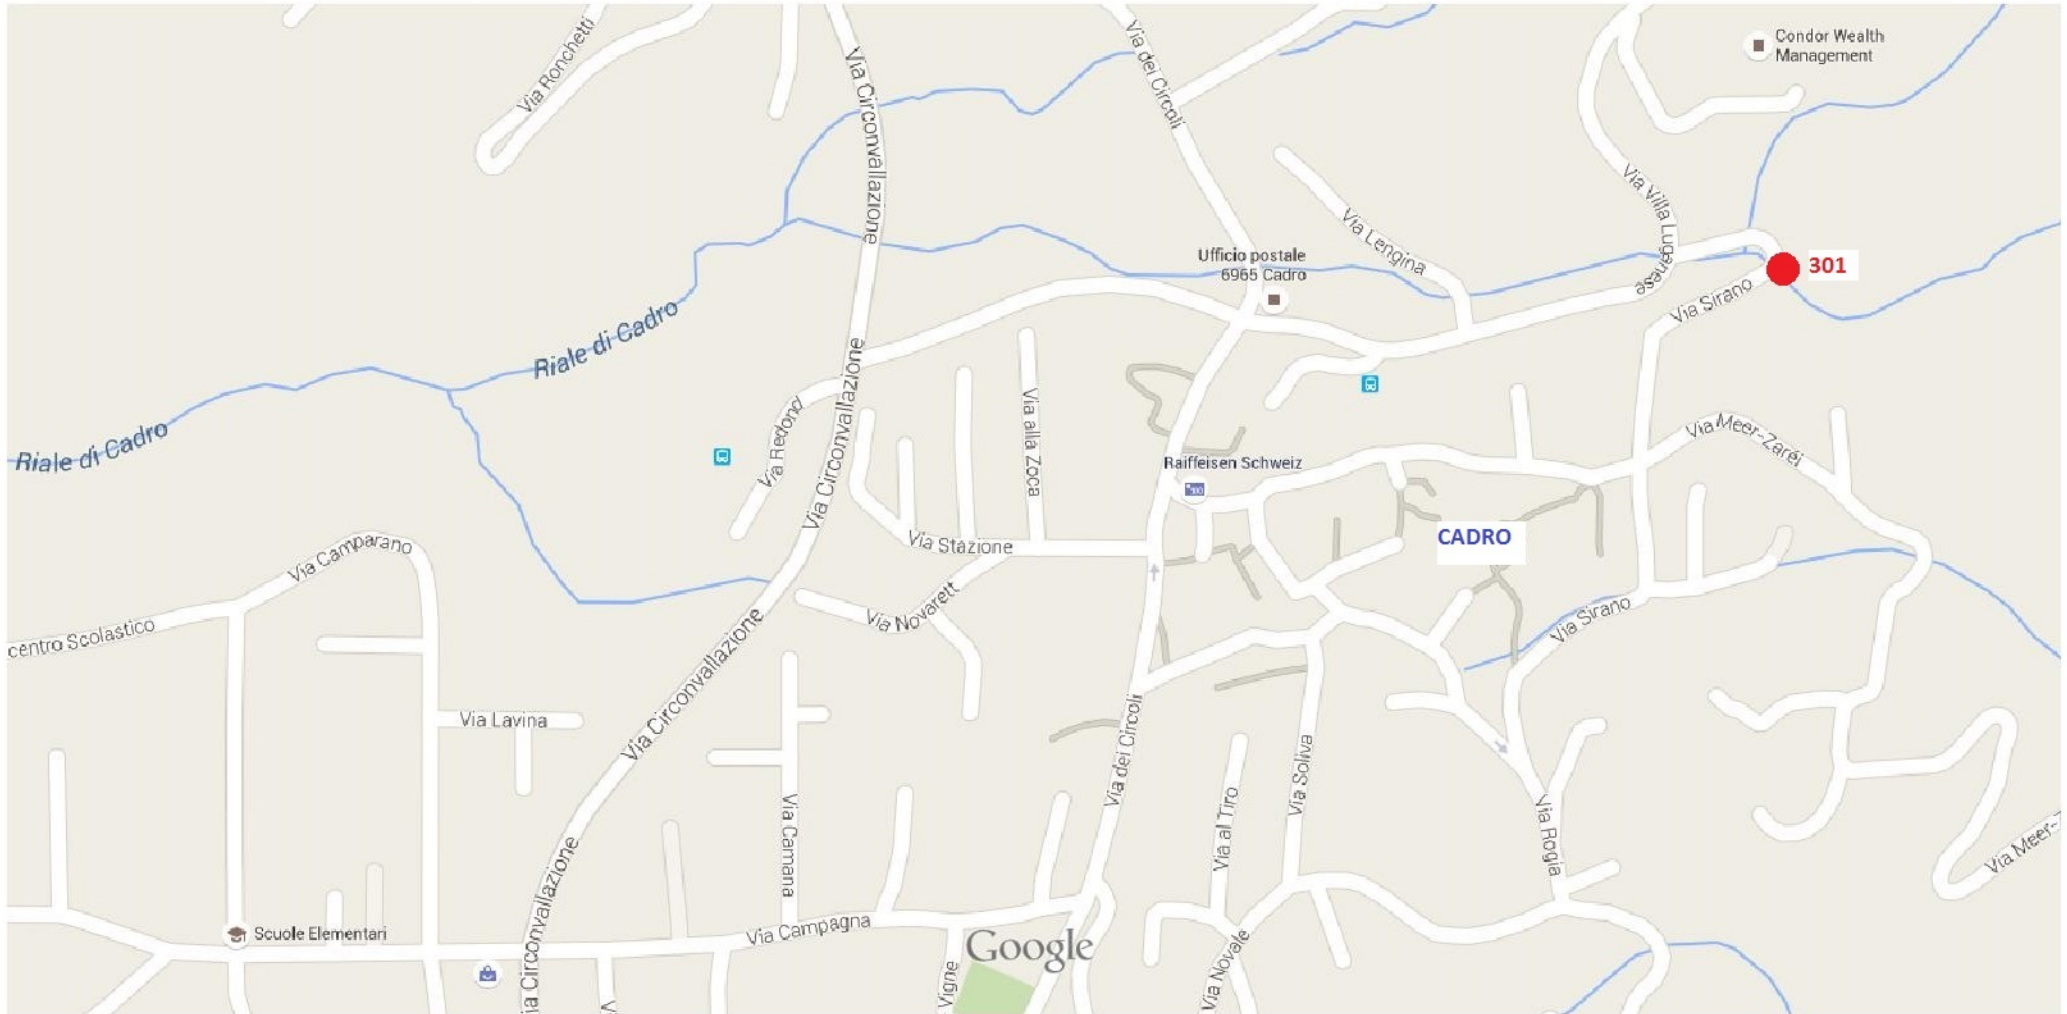 Via Ronchetti
Via Circonvallazione
Via dei Circoli
Condor Wealth
Management
Via Villa Luganese
Via Lengina
Ufficio postale
6965 Cadro
301
Via Sirano
Riale di Cadro
Via Circonvallazione
Via Redond
Via alla Zoca
Riale di Cadro
Raiffeisen Schweiz
Via Meer-Zaréi
CADRO
Via Stazione
Via Camparano
Via Novarett
centro Scolastico
Via Sirano
Via Circonvallazione
Via Lavina
Via dei Circoli
Via Soliva
Via al Tiro
Via Camana
Via Rogia
Via Meer-
Via Circonvallazione
Scuole Elementari
Via Campagna
Google
Via Novale
Vigne
V